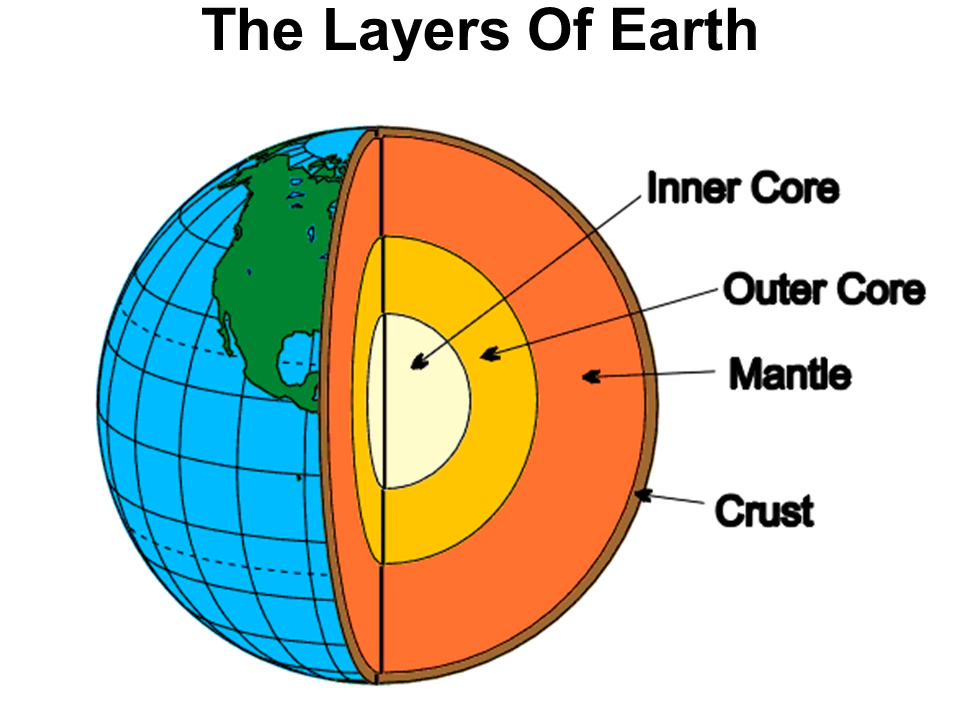 The Layers Of Earth
Inner Core
Outer Core
Mantle
Crust